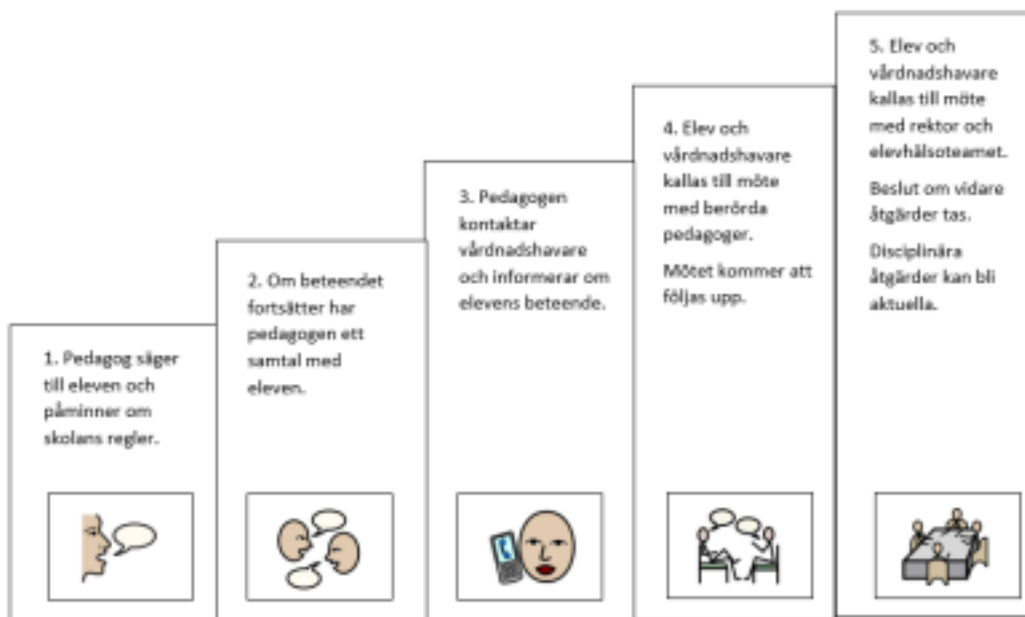 1. Pedagog säger
till eleven och
påminner om
skolans regler.
2. Om beteendet
fortsätter har
pedagogen ett
samtal med
eleven.
3. Pedagogen
kontaktar
vårdnadshavare
och informerar om
elevens beteende.
4. Elev och
vårdnadshavare
kallas till möte
med berörda
pedagoger.
Mötet kommer att
följas upp.
5. Elev och
vårdnadshavare
kallas till möte
med rektor och
elevhälsoteamet.
Beslut om vidare
åtgärder tas.
Disciplinära
åtgärder kan bli
aktuella.